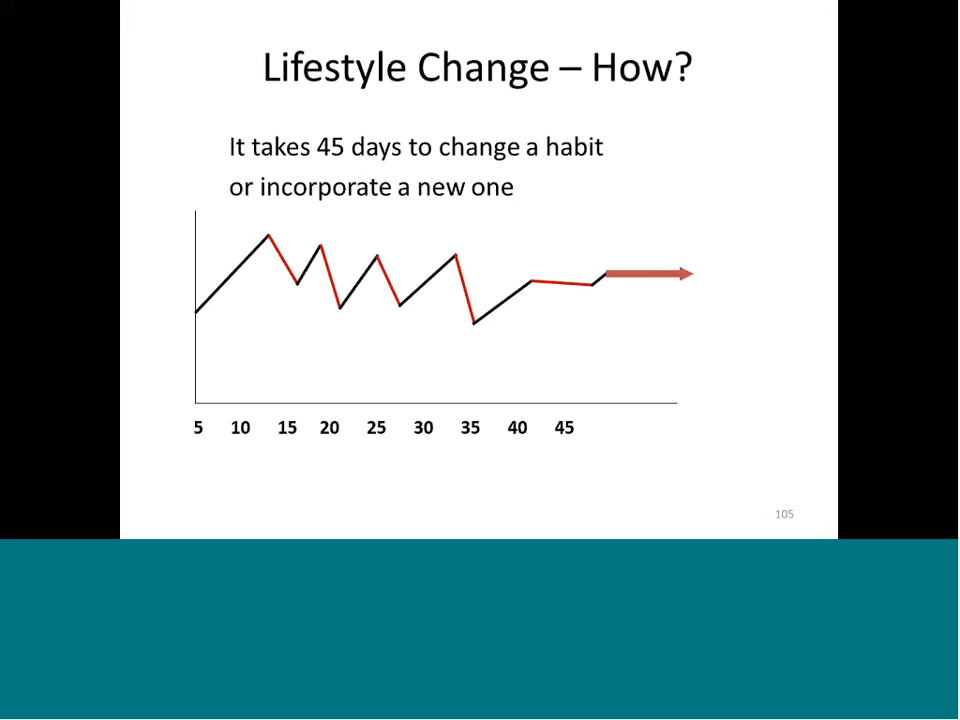 Lifestyle Change – How?
It takes 45 days to change a habit
or incorporate a new one
5 10 15 20 25 30 35 40 45
105